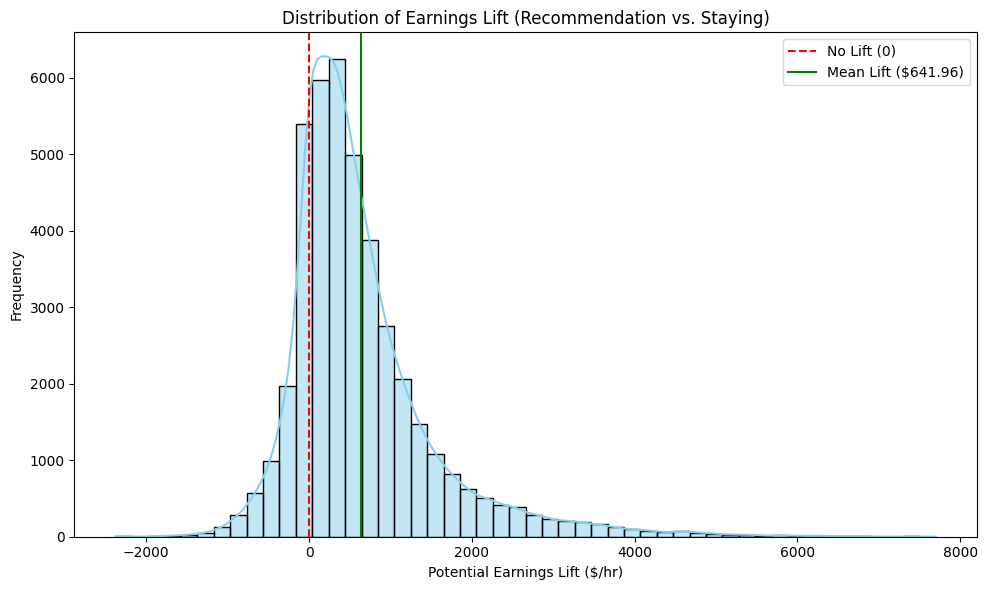 Distribution of Earnings Lift (Recommendation vs. Staying)
No Lift (0)
Mean Lift ($641.96)
Frequency
6000
5000
4000
3000
2000
1000
0
−2000 0 2000 4000 6000 8000
Potential Earnings Lift ($/hr)